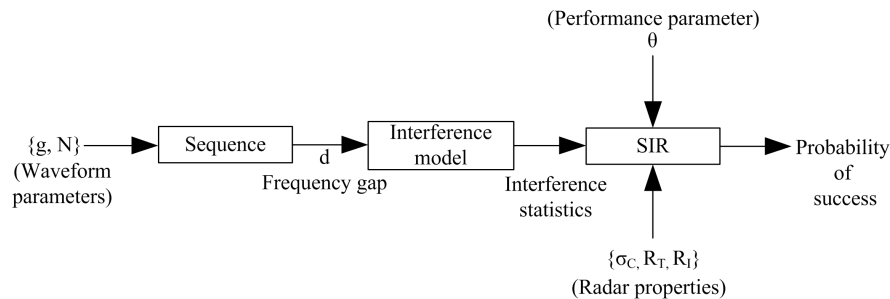 (Performance parameter)
θ
{g, N}
(Waveform
parameters)
Sequence
d
Frequency gap
Interference
model
Interference
statistics
SIR
Probability
of
success
{σC, RT, RI}
(Radar properties)